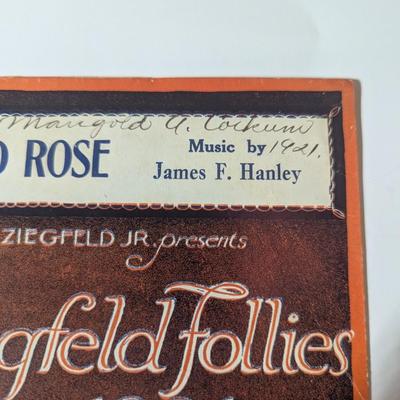 Marigold A. Cockum
D ROSE
Music by 1921.
James F. Hanley
ZIEGFELD JR. presents
gfeld Follies